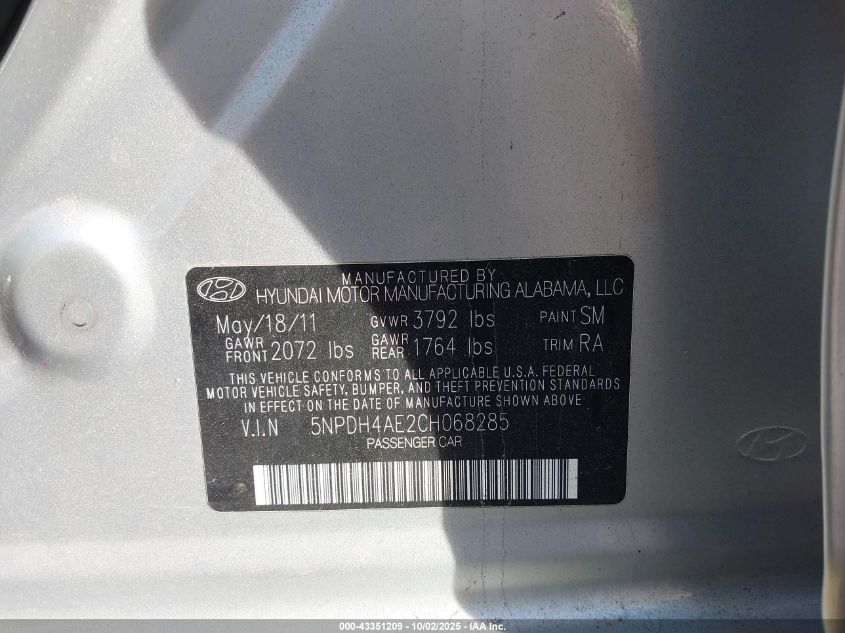 MANUFACTURED BY
HYUNDAI MOTOR MANUFACTURING ALABAMA, LLC
May/18/11 GVWR 3792 lbs PAINT SM
GAWR FRONT 2072 lbs GAWR REAR 1764 lbs TRIM RA
THIS VEHICLE CONFORMS TO ALL APPLICABLE U.S.A. FEDERAL
MOTOR VEHICLE SAFETY, BUMPER, AND THEFT PREVENTION STANDARDS
IN EFFECT ON THE DATE OF MANUFACTURE SHOWN ABOVE
V.I.N 5NPDH4AE2CH068285
PASSENGER CAR
000-43351209 - 10/02/2025 - IAA Inc.